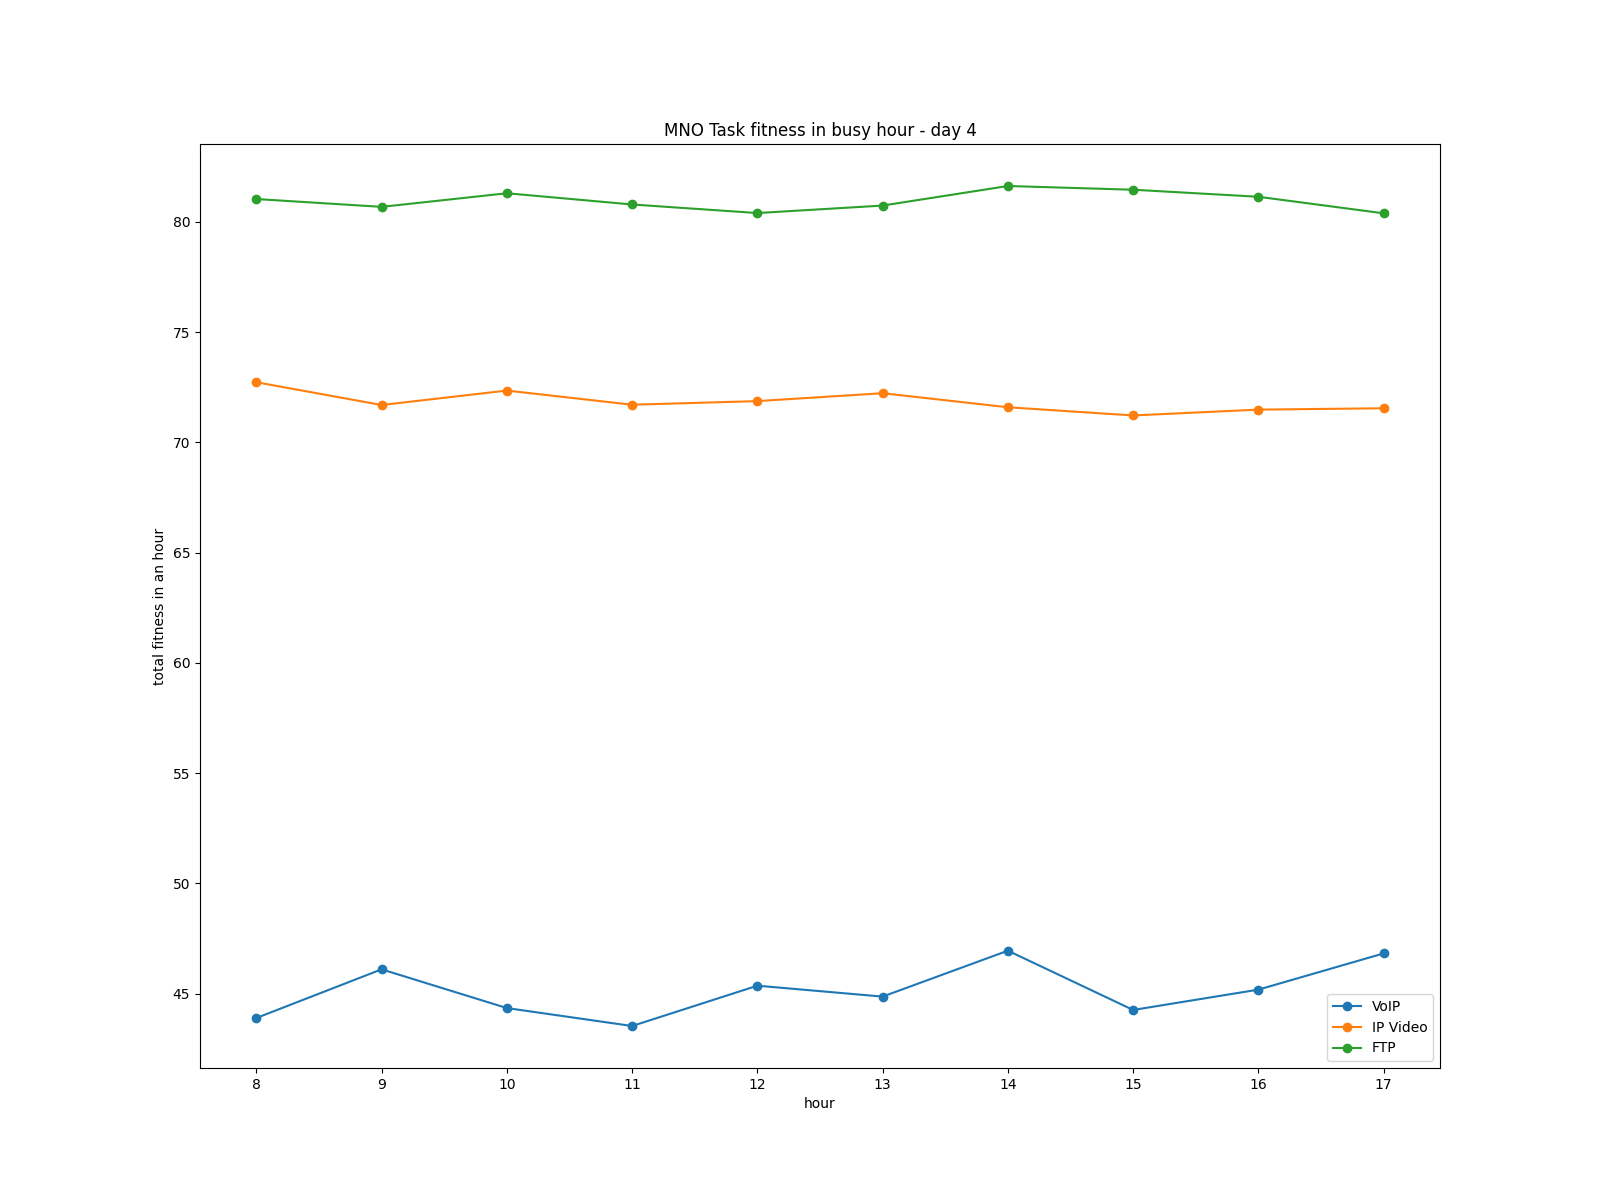 MNO Task fitness in busy hour - day 4
total fitness in an hour
80
75
70
65
60
55
50
45
VoIP
IP Video
FTP
8 9 10 11 12 13 14 15 16 17
hour